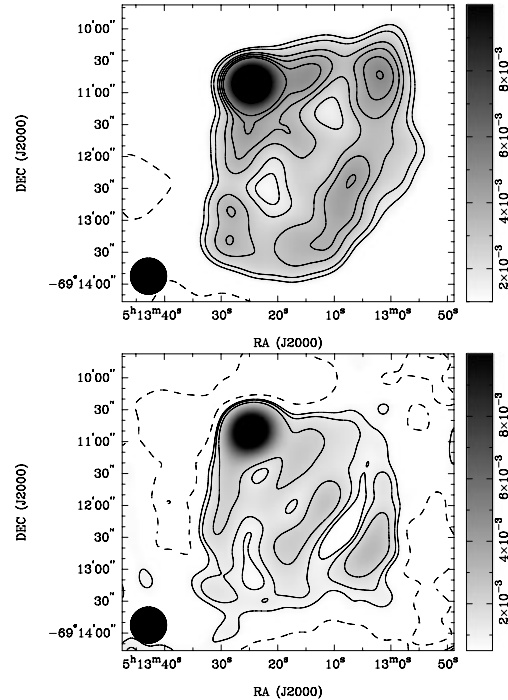 10'00"
30"
11'00"
30"
12'00"
30"
13'00"
30"
-69°14'00"
DEC (J2000)
5ʰ13ᵐ40ˢ 30ˢ 20ˢ 10ˢ 13ᵐ0ˢ 50ˢ
RA (J2000)
2×10⁻³ 4×10⁻³ 6×10⁻³ 8×10⁻³
10'00"
30"
11'00"
30"
12'00"
30"
13'00"
30"
-69°14'00"
DEC (J2000)
5ʰ13ᵐ40ˢ 30ˢ 20ˢ 10ˢ 13ᵐ0ˢ 50ˢ
RA (J2000)
2×10⁻³ 4×10⁻³ 6×10⁻³ 8×10⁻³